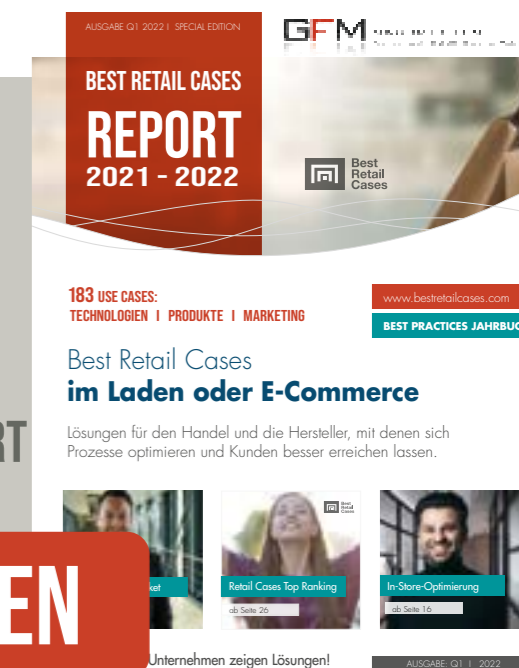 AUSGABE Q1 2022 I SPECIAL EDITION
GFM
BEST RETAIL CASES
REPORT
2021 - 2022
Best
Retail
Cases
183 USE CASES:
TECHNOLOGIEN I PRODUKTE I MARKETING
www.bestretailcases.com
BEST PRACTICES JAHRBUC
Best Retail Cases
im Laden oder E-Commerce
Lösungen für den Handel und die Hersteller, mit denen sich
Prozesse optimieren und Kunden besser erreichen lassen.
RT
Best
Retail
Cases
ket
Retail Cases Top Ranking
ab Seite 26
In-Store-Optimierung
ab Seite 16
EN
Unternehmen zeigen Lösungen!
AUSGABE: Q1 I 2022